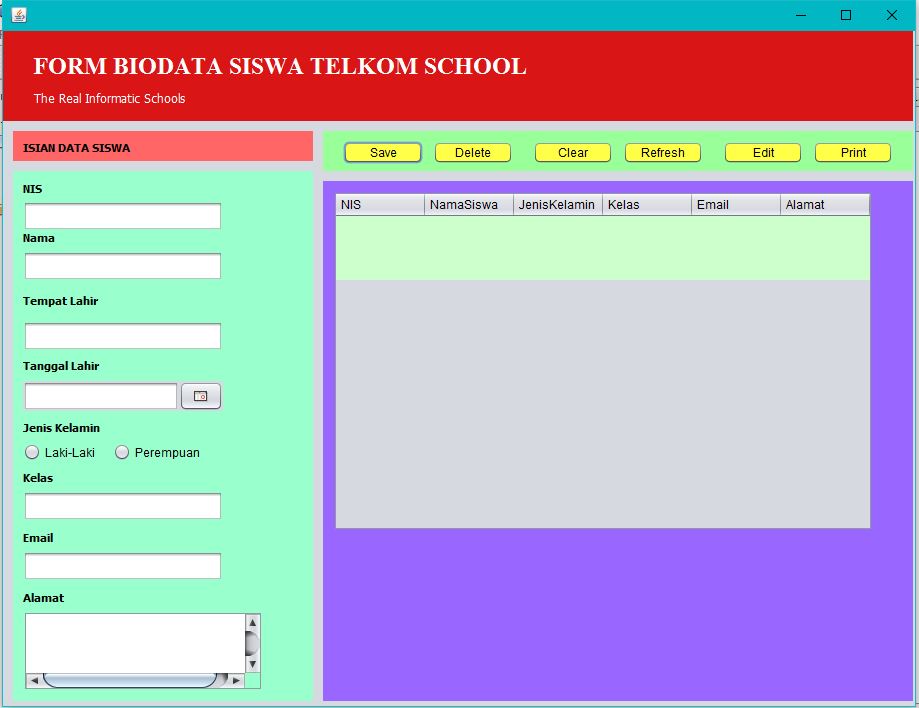 FORM BIODATA SISWA TELKOM SCHOOL
The Real Informatic Schools
ISIAN DATA SISWA
Save Delete Clear Refresh Edit Print
NIS
Nama
Tempat Lahir
Tanggal Lahir
Jenis Kelamin
Laki-Laki Perempuan
Kelas
Email
Alamat
NIS NamaSiswa JenisKelamin Kelas Email Alamat